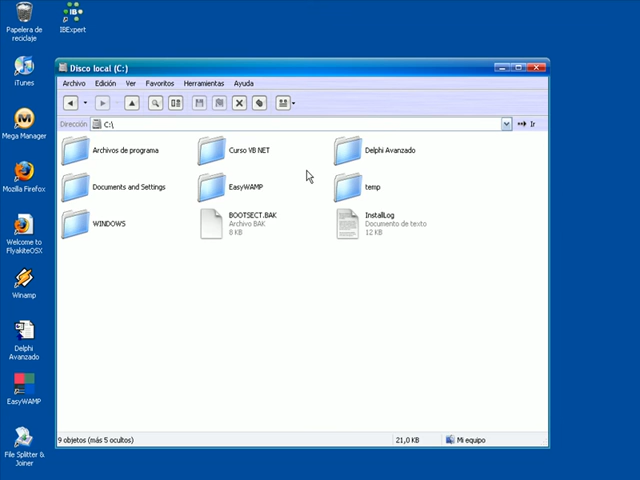 Papelera de
reciclaje
IBExpert
iTunes
Mega Manager
Mozilla Firefox
Welcome to
FlyakiteOSX
Winamp
Delphi
Avanzado
EasyWAMP
File Splitter &
Joiner
Disco local (C:)
Archivo Edición Ver Favoritos Herramientas Ayuda
Dirección C:\ Ir
Archivos de programa
Curso VB NET
Delphi Avanzado
Documents and Settings
EasyWAMP
temp
WINDOWS
BOOTSECT.BAK
Archivo BAK
8 KB
InstallLog
Documento de texto
12 KB
9 objetos (más 5 ocultos) 21,0 KB Mi equipo